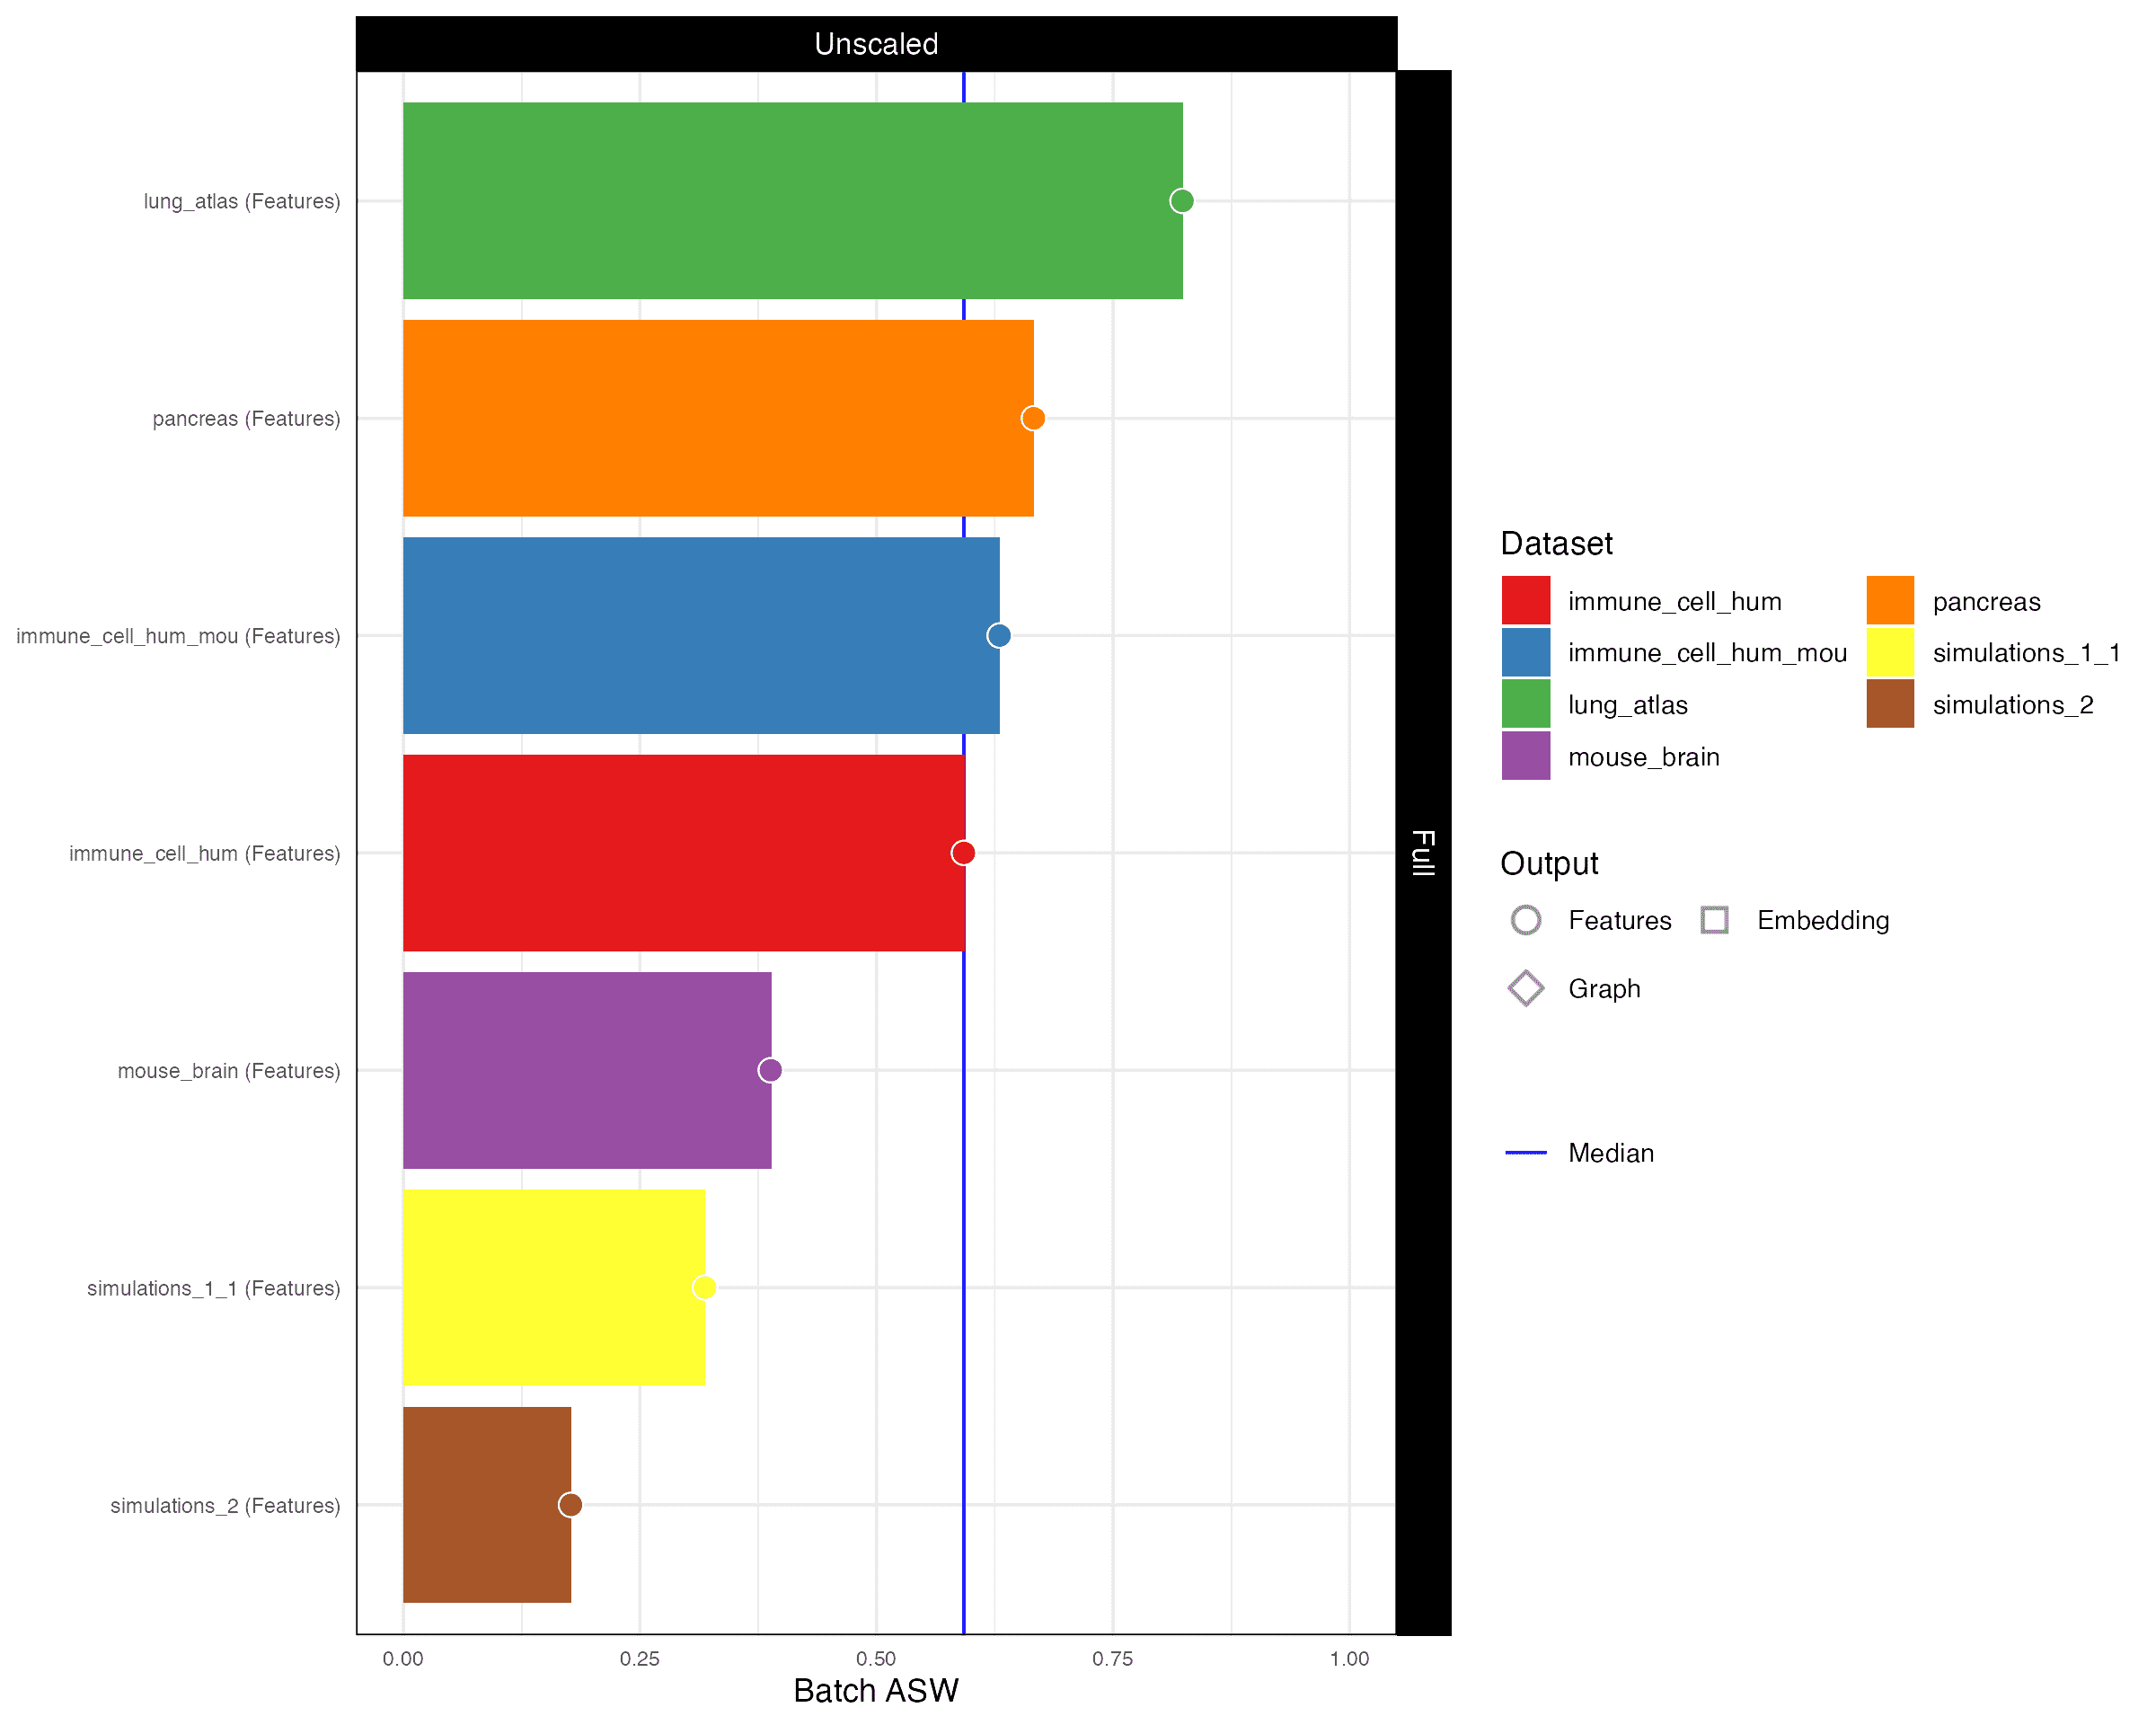 Unscaled
lung_atlas (Features)
pancreas (Features)
immune_cell_hum_mou (Features)
immune_cell_hum (Features)
mouse_brain (Features)
simulations_1_1 (Features)
simulations_2 (Features)
0.00 0.25 0.50 0.75 1.00
Batch ASW
Full
Dataset
immune_cell_hum pancreas
immune_cell_hum_mou simulations_1_1
lung_atlas simulations_2
mouse_brain
Output
Features Embedding
Graph
Median